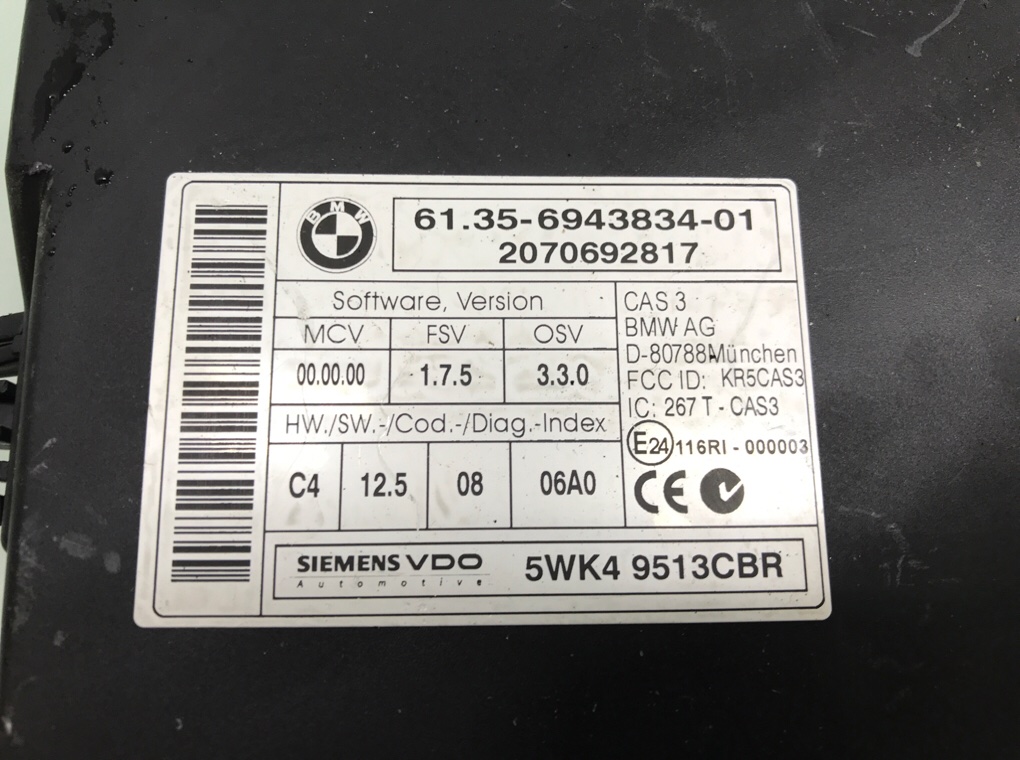 BMW
61.35-6943834-01
2070692817
Software, Version
MCV FSV OSV
00.00.00 1.7.5 3.3.0
HW./SW.-/Cod.-/Diag.-Index
C4 12.5 08 06A0
CAS 3
BMW AG
D-80788 München
FCC ID: KR5CAS3
IC: 267 T - CAS3
E24 116RI - 000003
CE
SIEMENS VDO
Automotive
5WK4 9513CBR